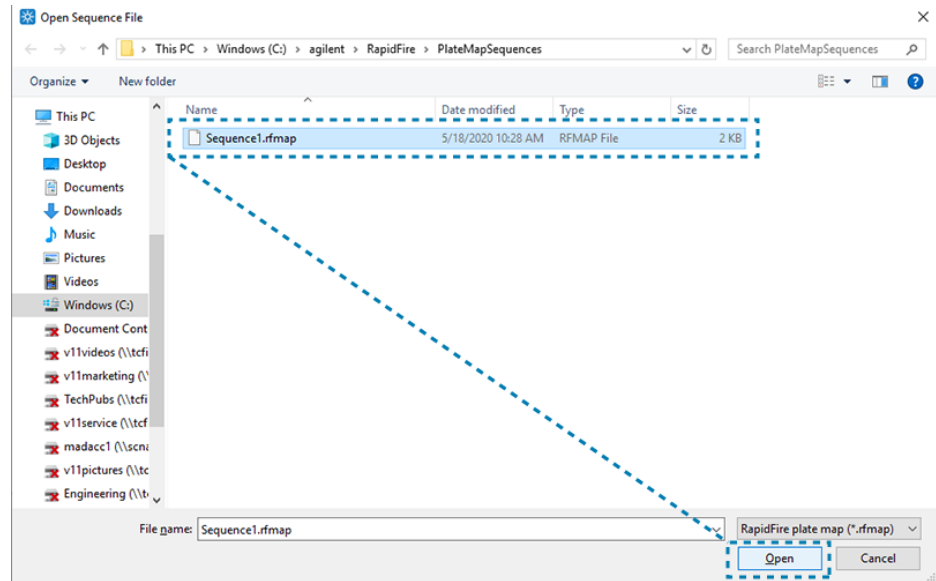 Open Sequence File
This PC > Windows (C:) > agilent > RapidFire > PlateMapSequences
Search PlateMapSequences
Organize
New folder
Name
Date modified
Type
Size
Sequence1.rfmap
5/18/2020 10:28 AM
RFMAP File
2 KB
This PC
3D Objects
Desktop
Documents
Downloads
Music
Pictures
Videos
Windows (C:)
Document Cont
v11videos (\\tcfi
v11marketing (\'
TechPubs (\\tcfi
v11service (\\tcf
madacc1 (\\scna
v11pictures (\\tc
Engineering (\\t
File name:
Sequence1.rfmap
RapidFire plate map (*.rfmap)
Open
Cancel